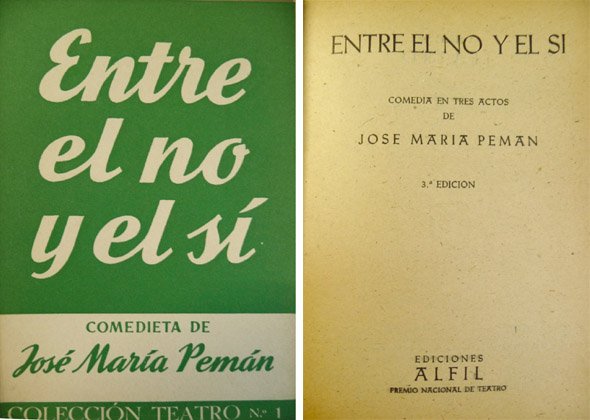 Entre
el no
y el sí
COMEDIETA DE
José María Pemán
COLECCIÓN TEATRO N.º 1
ENTRE EL NO Y EL SI
COMEDIA EN TRES ACTOS
DE
JOSE MARIA PEMAN
3.ª EDICION
EDICIONES
ALFIL
PREMIO NACIONAL DE TEATRO